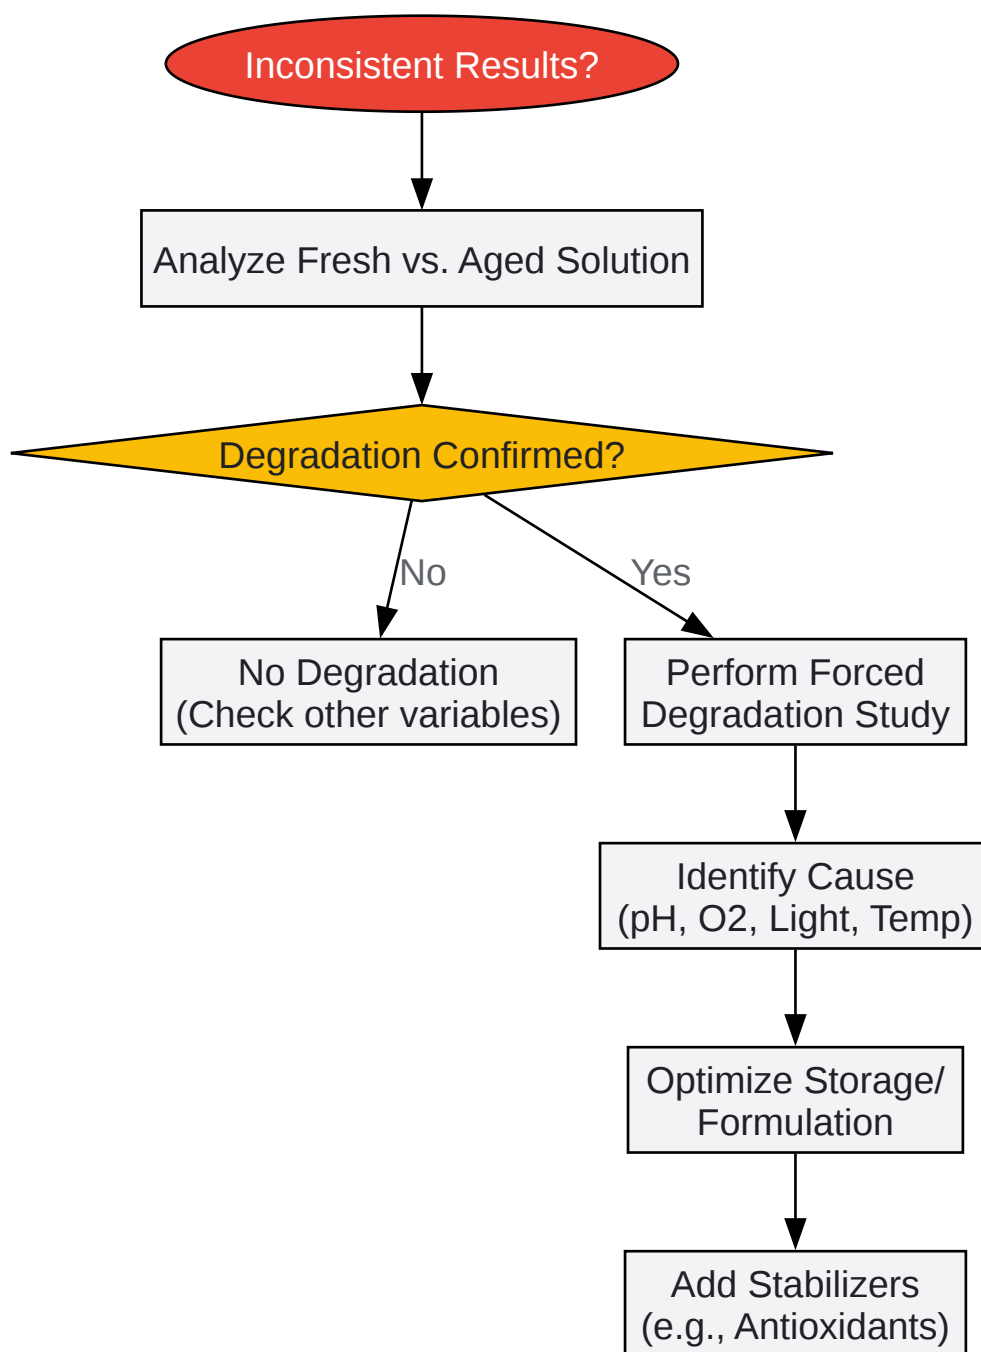 Inconsistent Results?
Analyze Fresh vs. Aged Solution
Degradation Confirmed?
No
Yes
No Degradation
(Check other variables)
Perform Forced
Degradation Study
Identify Cause
(pH, O2, Light, Temp)
Optimize Storage/
Formulation
Add Stabilizers
(e.g., Antioxidants)